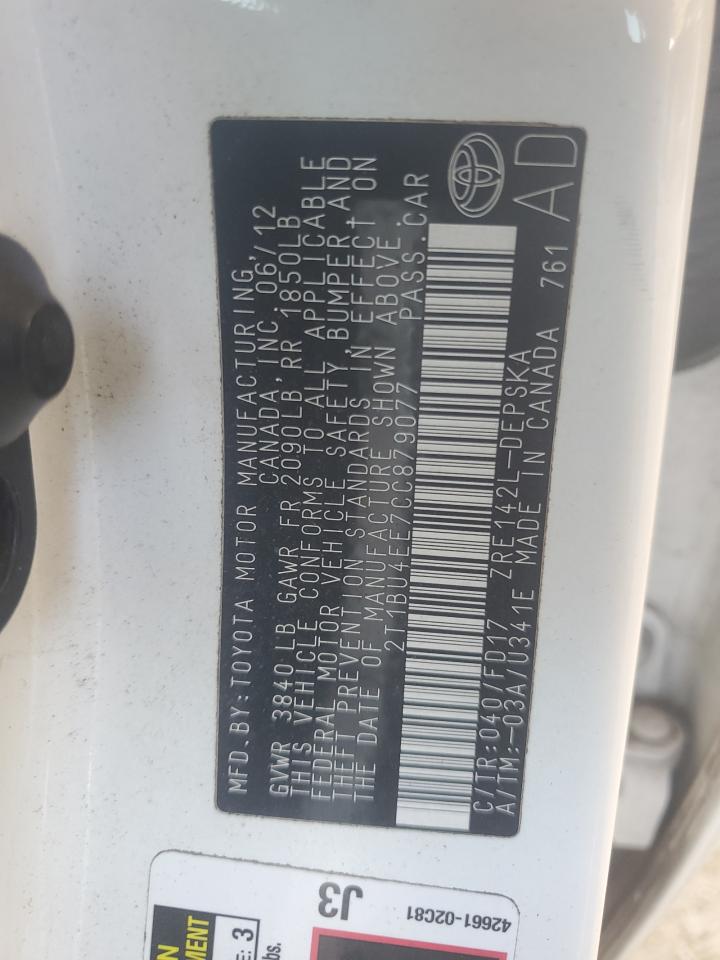 MFD.BY:TOYOTA MOTOR MANUFACTURING,
CANADA, INC. 06/12
GVWR 3840 LB GAWR FR 2090LB, RR 1850LB
THIS VEHICLE CONFORMS TO ALL APPLICABLE
FEDERAL MOTOR VEHICLE SAFETY, BUMPER, AND
THEFT PREVENTION STANDARDS IN EFFECT ON
THE DATE OF MANUFACTURE SHOWN ABOVE.
2T1BU4EE7CC879077 PASS.CAR
C/TR:040/FD17 ZRE142L-DEPSKA
A/TM:-03A/U341E MADE IN CANADA 761
AD
J3
42661-02C81
3